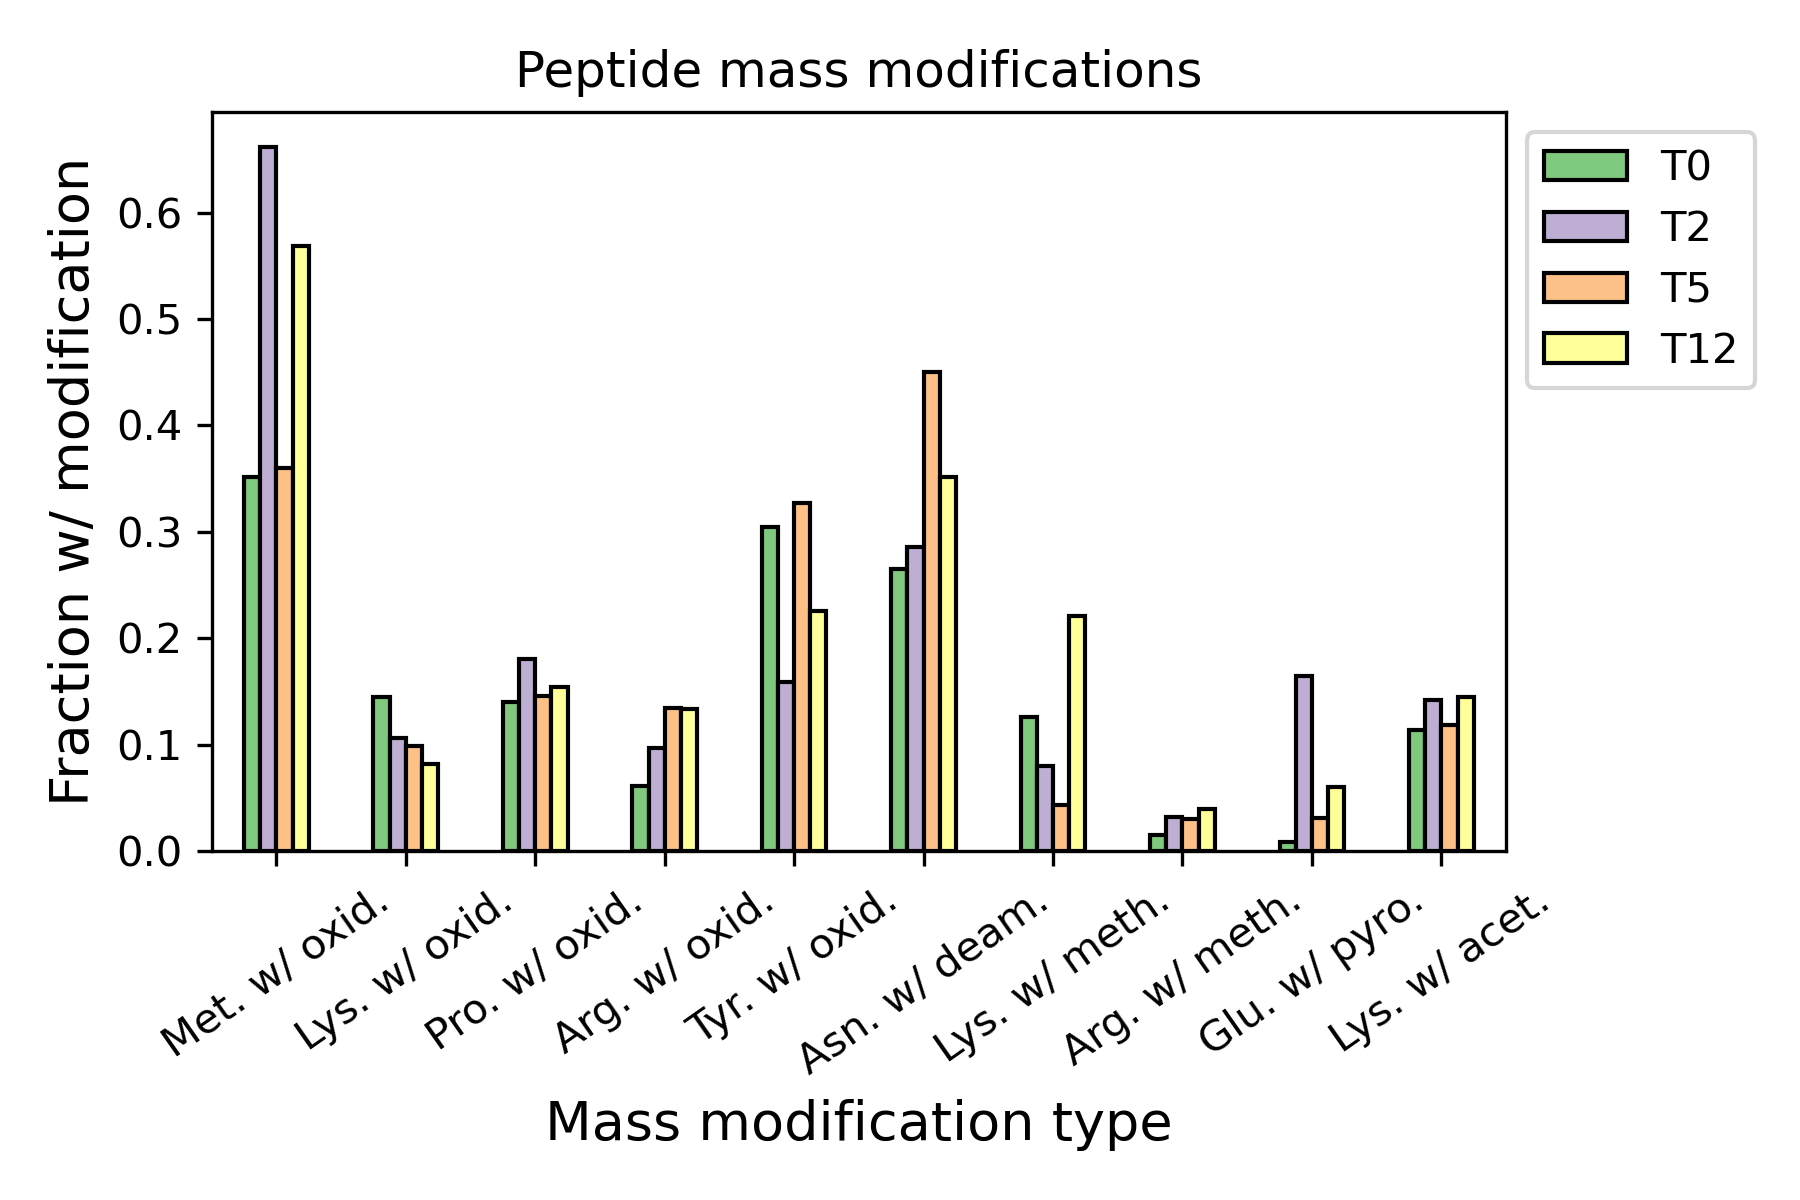 Peptide mass modifications
Fraction w/ modification
0.6
0.5
0.4
0.3
0.2
0.1
0.0
T0
T2
T5
T12
Met. w/ oxid.
Lys. w/ oxid.
Pro. w/ oxid.
Arg. w/ oxid.
Tyr. w/ oxid.
Asn. w/ deam.
Lys. w/ meth.
Arg. w/ meth.
Glu. w/ pyro.
Lys. w/ acet.
Mass modification type